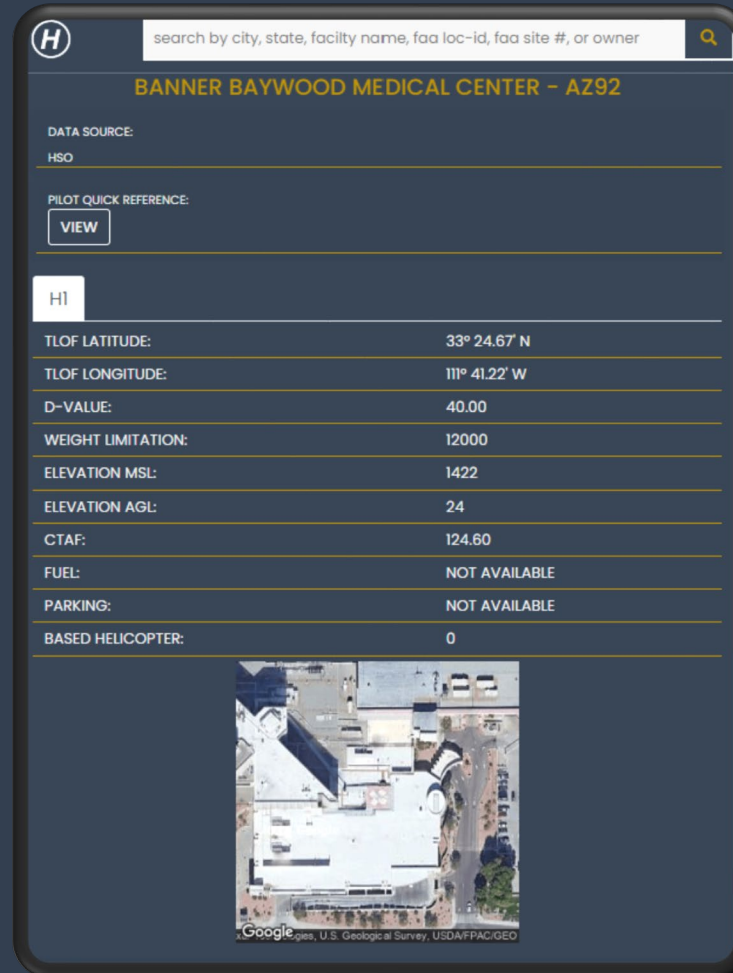 H
search by city, state, facilty name, faa loc-id, faa site #, or owner
BANNER BAYWOOD MEDICAL CENTER - AZ92
DATA SOURCE:
HSO
PILOT QUICK REFERENCE:
VIEW
H1
TLOF LATITUDE: 33° 24.67' N
TLOF LONGITUDE: 111° 41.22' W
D-VALUE: 40.00
WEIGHT LIMITATION: 12000
ELEVATION MSL: 1422
ELEVATION AGL: 24
CTAF: 124.60
FUEL: NOT AVAILABLE
PARKING: NOT AVAILABLE
BASED HELICOPTER: 0
Google
U.S. Geological Survey, USDA/FPAC/GEO